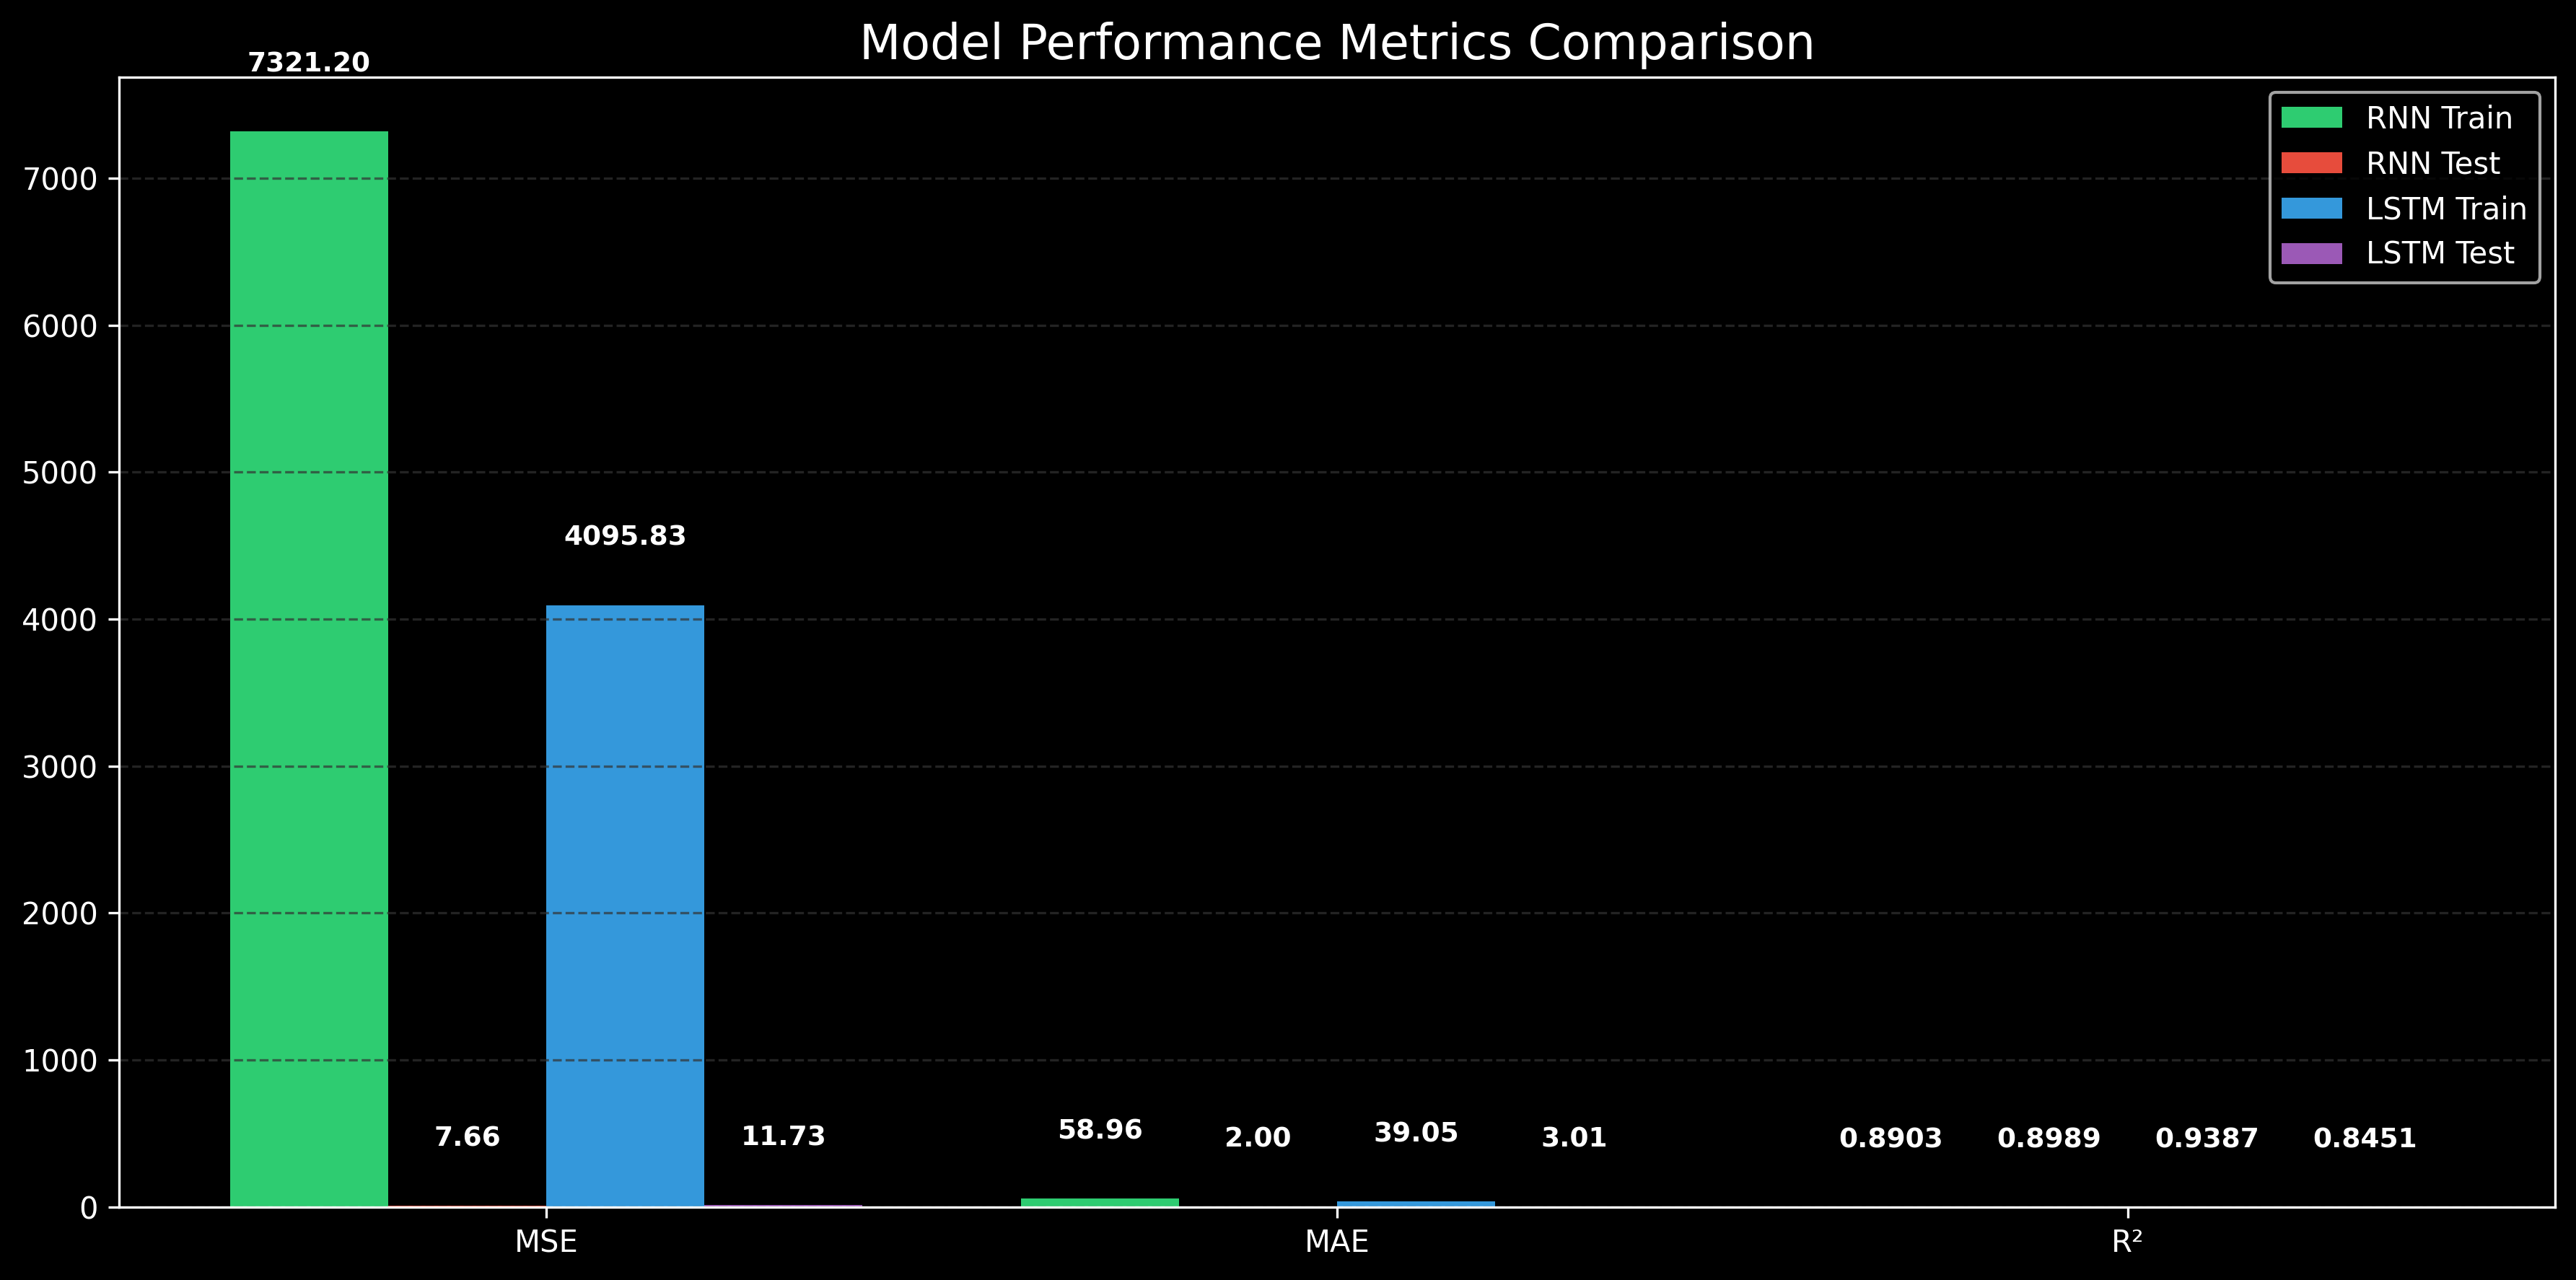 Model Performance Metrics Comparison
7321.20
RNN Train
RNN Test
LSTM Train
LSTM Test
7000
6000
5000
4000
3000
2000
1000
0
4095.83
7.66
11.73
58.96
2.00
39.05
3.01
0.8903
0.8989
0.9387
0.8451
MSE
MAE
R²